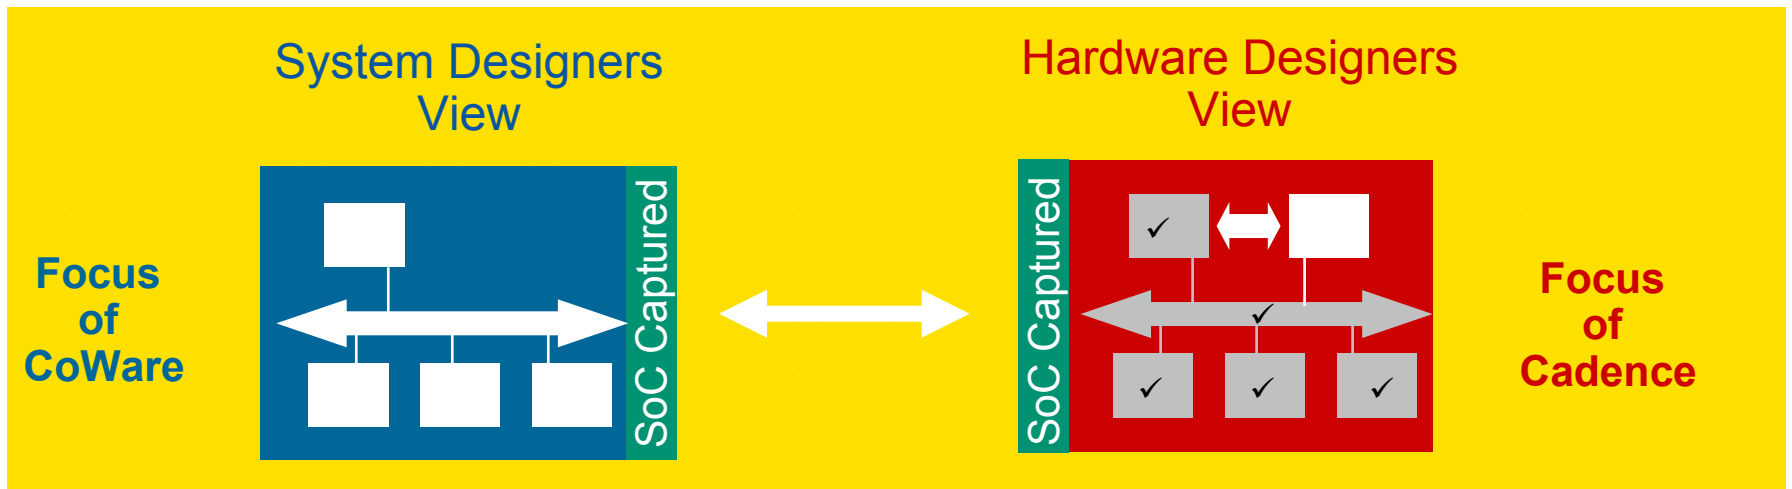 System Designers
View
Hardware Designers
View
Focus
of
CoWare
SoC Captured
SoC Captured
Focus
of
Cadence